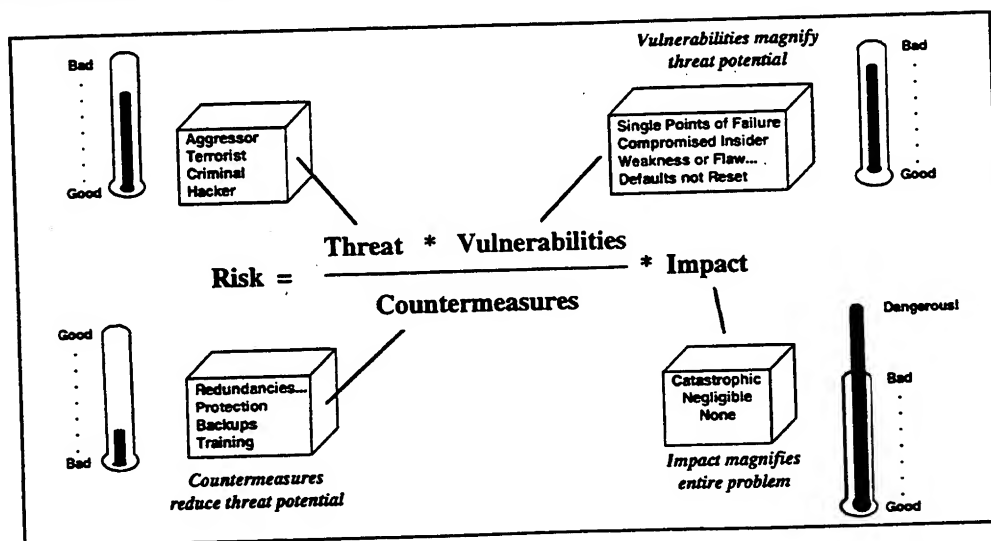 Vulnerabilities magnify
threat potential
Bad
Good
Aggressor
Terrorist
Criminal
Hacker
Single Points of Failure
Compromised Insider
Weakness or Flaw...
Defaults not Reset
Bad
Good
Threat * Vulnerabilities
Risk = * Impact
Countermeasures
Good
Bad
Redundancies...
Protection
Backups
Training
Countermeasures
reduce threat potential
Catastrophic
Negligible
None
Impact magnifies
entire problem
Dangerous!
Bad
Good